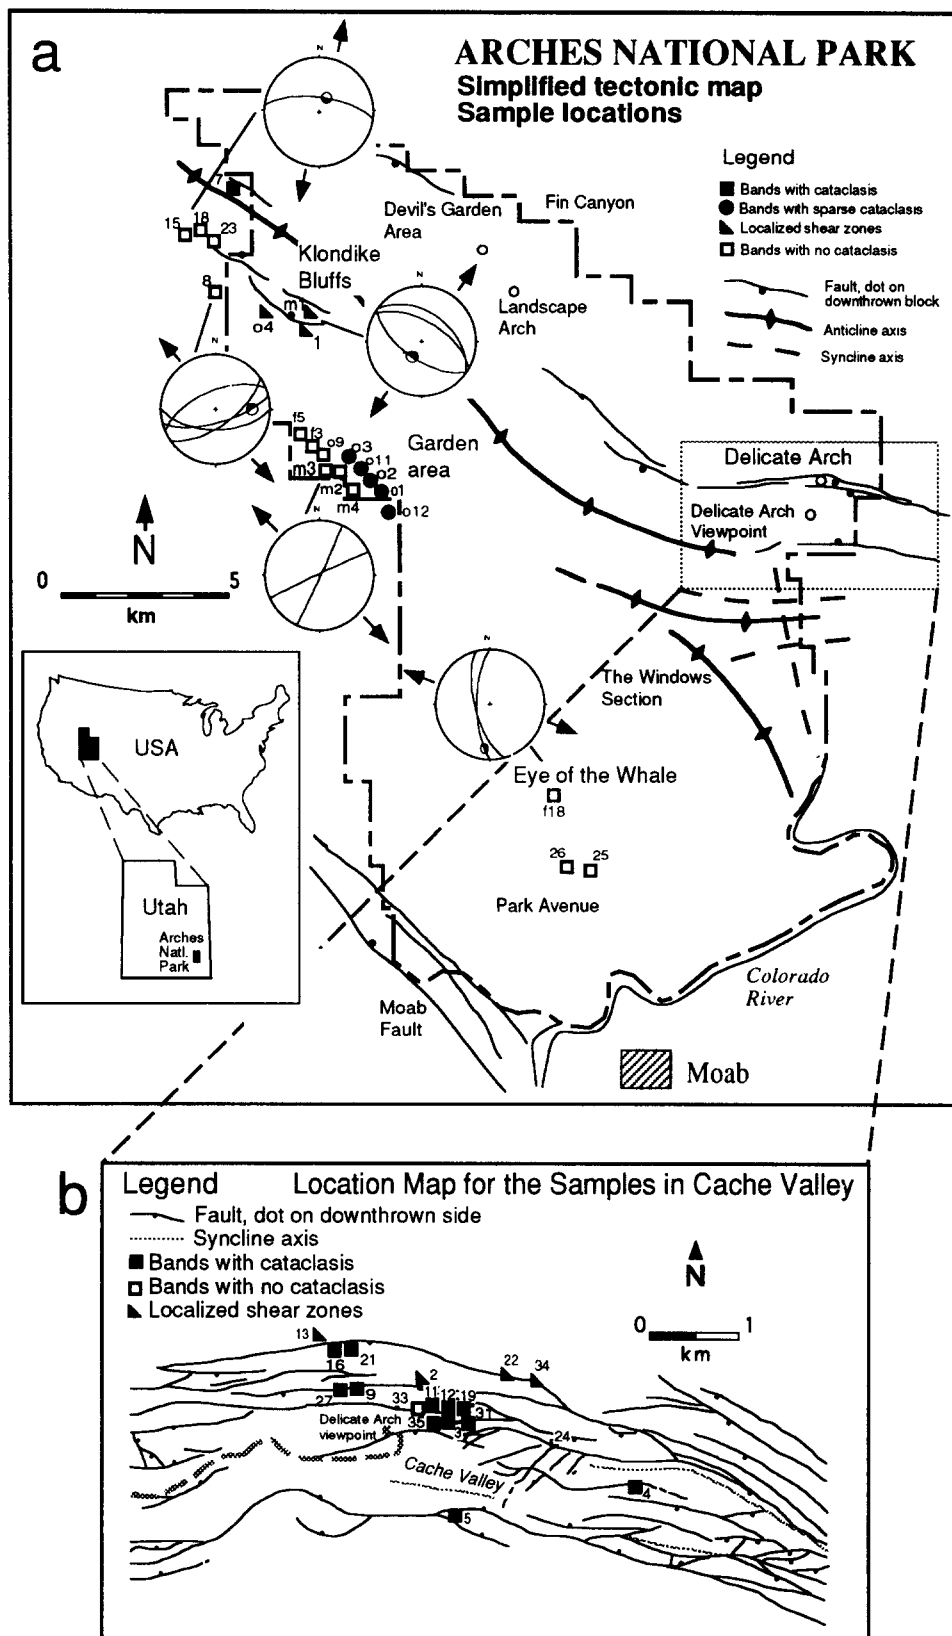 a
ARCHES NATIONAL PARK
Simplified tectonic map
Sample locations
Legend
Bands with cataclasis
Bands with sparse cataclasis
Localized shear zones
Bands with no cataclasis
Fault, dot on
downthrown block
Anticline axis
Syncline axis
N
7
15
18
23
8
Devil's Garden
Area
Fin Canyon
Klondike
Bluffs
m
o4
1
N
Landscape
Arch
N
f5
f3
o9
o3
o11
o2
o1
o12
m3
m2
m4
Garden
area
Delicate Arch
Delicate Arch
Viewpoint
N
N
0
5
km
N
The Windows
Section
Eye of the Whale
f18
26
25
Park Avenue
USA
Utah
Arches
Natl.
Park
Moab
Fault
Colorado
River
Moab
b
Legend
Location Map for the Samples in Cache Valley
Fault, dot on downthrown side
Syncline axis
Bands with cataclasis
Bands with no cataclasis
Localized shear zones
N
0
1
km
13
16
21
2
22
34
27
9
33
11
12
19
31
35
3
Delicate Arch
viewpoint
24
Cache Valley
4
5